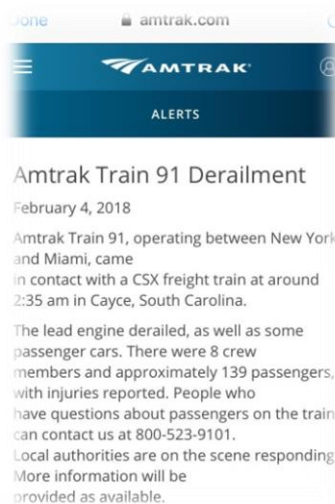 Done
amtrak.com
AMTRAK
ALERTS
Amtrak Train 91 Derailment
February 4, 2018
Amtrak Train 91, operating between New York
and Miami, came
in contact with a CSX freight train at around
2:35 am in Cayce, South Carolina.
The lead engine derailed, as well as some
passenger cars. There were 8 crew
members and approximately 139 passengers,
with injuries reported. People who
have questions about passengers on the train
can contact us at 800-523-9101.
Local authorities are on the scene responding
More information will be
provided as available.